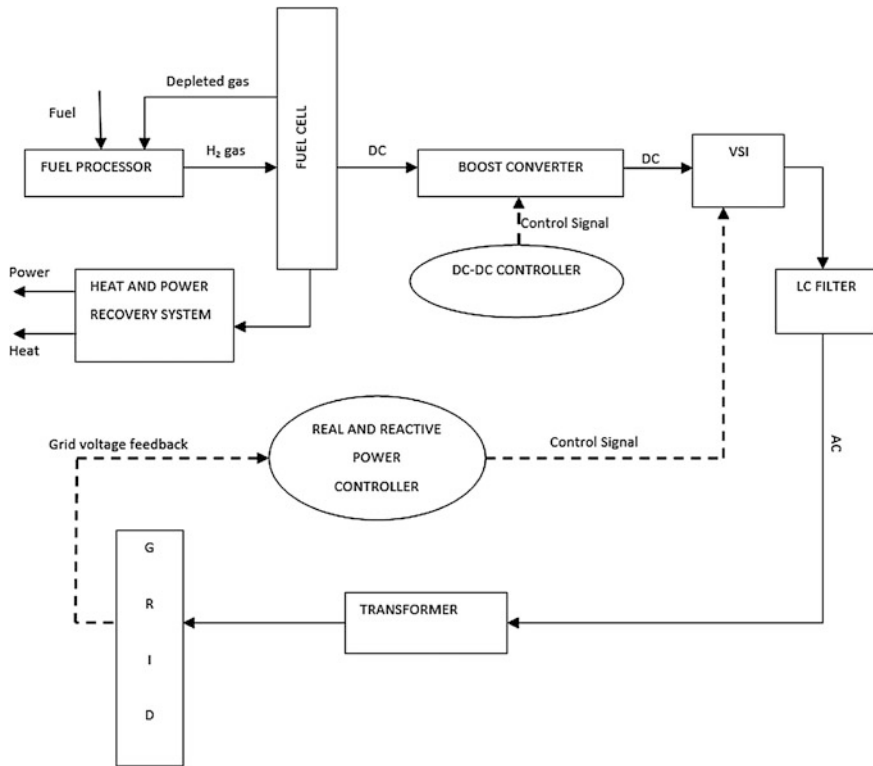 Depleted gas
Fuel
FUEL PROCESSOR
H₂ gas
FUEL CELL
DC
BOOST CONVERTER
DC
VSI
Control Signal
DC-DC CONTROLLER
LC FILTER
Power
HEAT AND POWER
RECOVERY SYSTEM
Heat
Grid voltage feedback
REAL AND REACTIVE
POWER
CONTROLLER
Control Signal
AC
G
R
I
D
TRANSFORMER